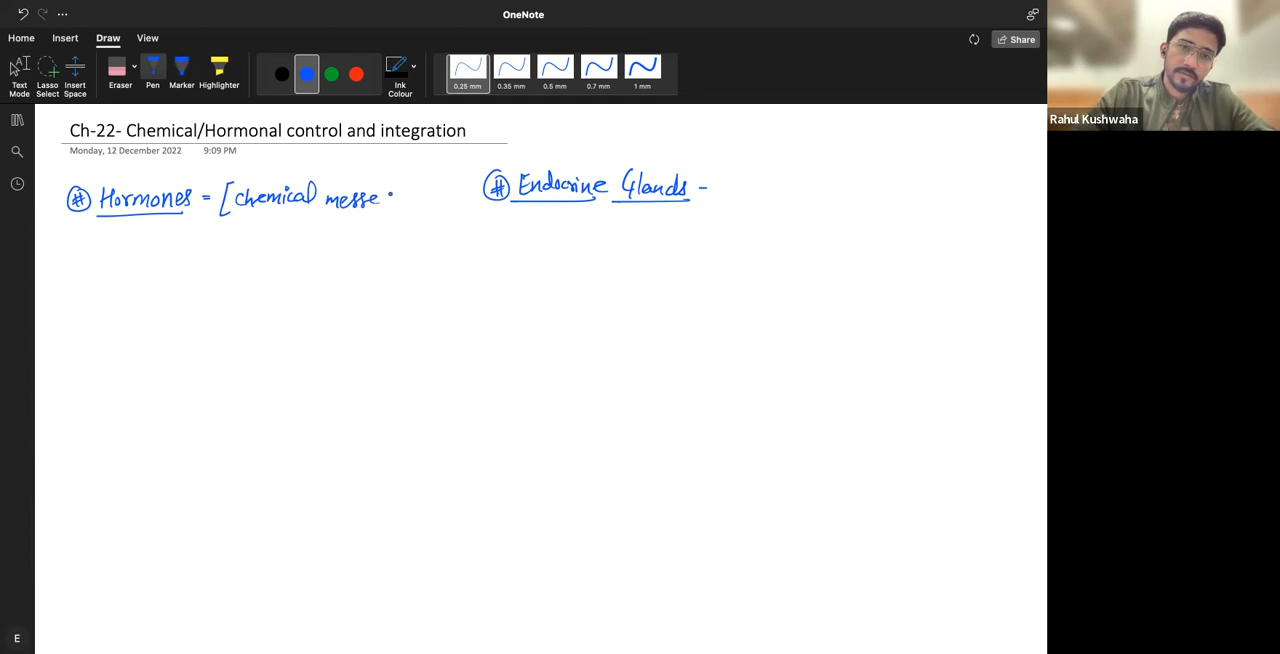 OneNote
Home Insert Draw View
Share
Text Mode
Lasso Select
Insert Space
Eraser
Pen
Marker
Highlighter
Ink Colour
0.25 mm 0.35 mm 0.5 mm 0.7 mm 1 mm
Rahul Kushwaha
Ch-22- Chemical/Hormonal control and integration
Monday, 12 December 2022 9:09 PM
# Hormones = [chemical messe
# Endocrine Glands -
E